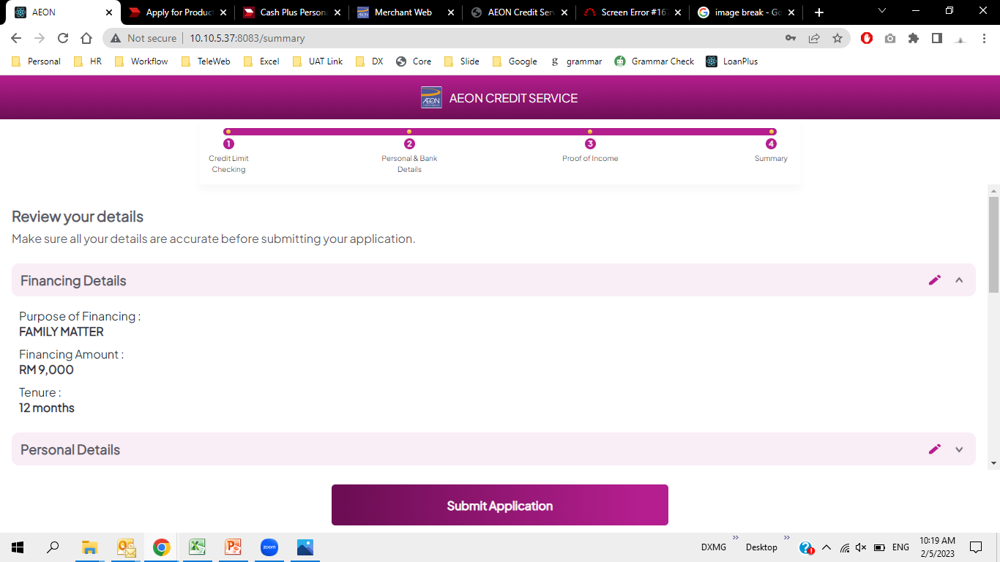 AEON
Apply for Product
Cash Plus Persona
Merchant Web
AEON Credit Serv
Screen Error #167
image break - Go
Not secure
10.10.5.37:8083/summary
Personal
HR
Workflow
TeleWeb
Excel
UAT Link
DX
Core
Slide
Google
g grammar
Grammar Check
LoanPlus
AEON CREDIT SERVICE
1
2
3
4
Credit Limit
Checking
Personal & Bank
Details
Proof of Income
Summary
Review your details
Make sure all your details are accurate before submitting your application.
Financing Details
Purpose of Financing :
FAMILY MATTER
Financing Amount :
RM 9,000
Tenure :
12 months
Personal Details
Submit Application
zoom
DXMG
Desktop
ENG
10:19 AM
2/5/2023